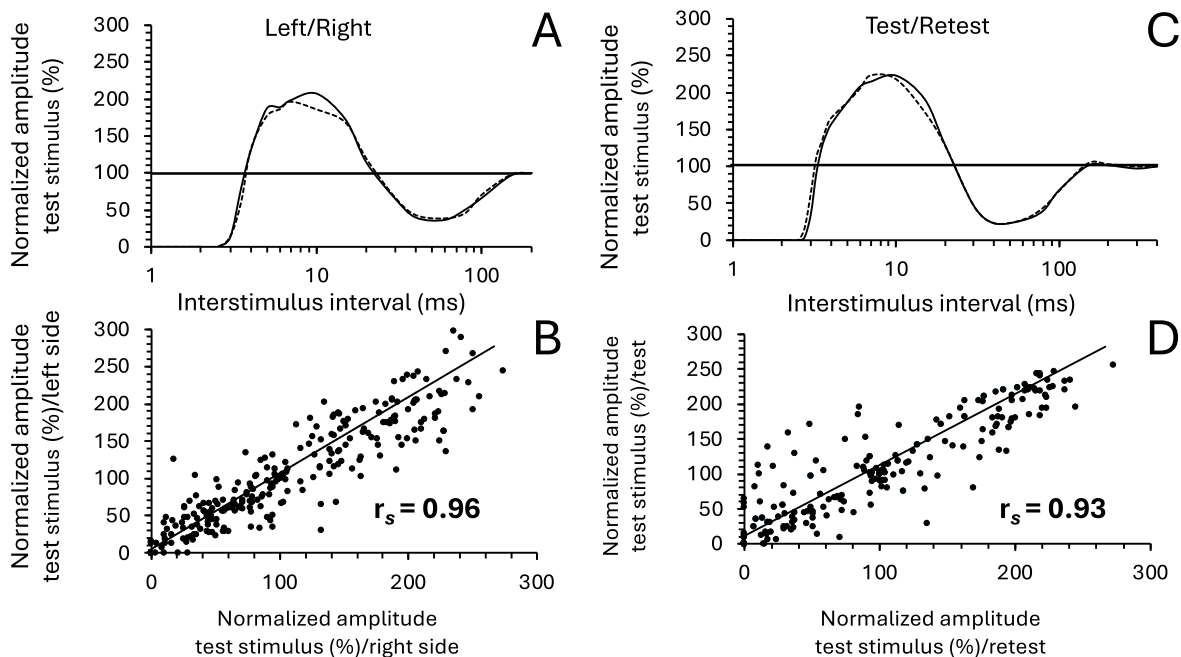 Left/Right
A
Normalized amplitude
test stimulus (%)
300
250
200
150
100
50
0
1
10
100
Interstimulus interval (ms)
Test/Retest
C
Normalized amplitude
test stimulus (%)
300
250
200
150
100
50
0
1
10
100
Interstimulus interval (ms)
B
Normalized amplitude
test stimulus (%)/left side
300
250
200
150
100
50
0
rs = 0.96
0
100
200
300
Normalized amplitude
test stimulus (%)/right side
D
Normalized amplitude
test stimulus (%)/test
300
250
200
150
100
50
0
rs = 0.93
0
100
200
300
Normalized amplitude
test stimulus (%)/retest